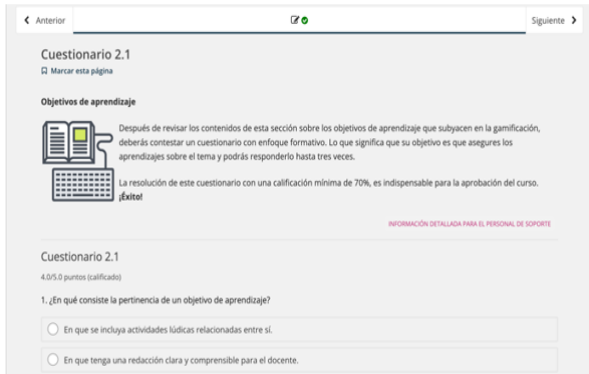 Anterior
Siguiente
Cuestionario 2.1
Marcar esta página
Objetivos de aprendizaje
Después de revisar los contenidos de esta sección sobre los objetivos de aprendizaje que subyacen en la gamificación,
deberás contestar un cuestionario con enfoque formativo. Lo que significa que su objetivo es que asegures los
aprendizajes sobre el tema y podrás responderlo hasta tres veces.
La resolución de este cuestionario con una calificación mínima de 70%, es indispensable para la aprobación del curso.
¡Éxito!
INFORMACIÓN DETALLADA PARA EL PERSONAL DE SOPORTE
Cuestionario 2.1
4.0/5.0 puntos (calificado)
1. ¿En qué consiste la pertinencia de un objetivo de aprendizaje?
En que se incluya actividades lúdicas relacionadas entre sí.
En que tenga una redacción clara y comprensible para el docente.